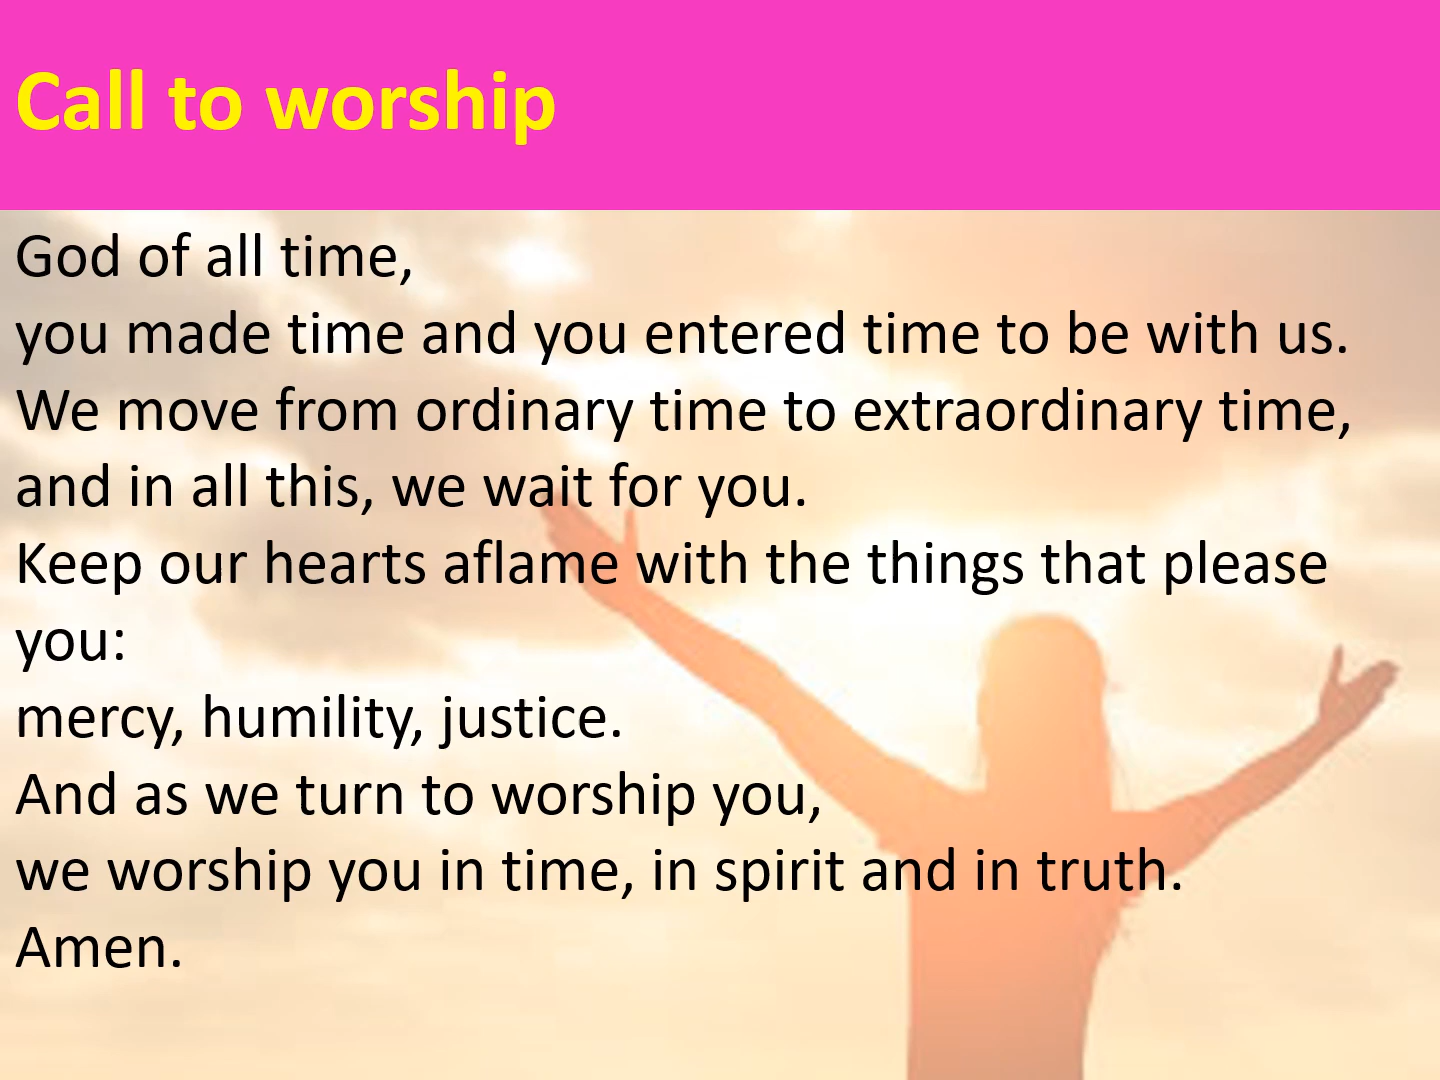 Call to worship
God of all time,
you made time and you entered time to be with us.
We move from ordinary time to extraordinary time,
and in all this, we wait for you.
Keep our hearts aflame with the things that please
you:
mercy, humility, justice.
And as we turn to worship you,
we worship you in time, in spirit and in truth.
Amen.